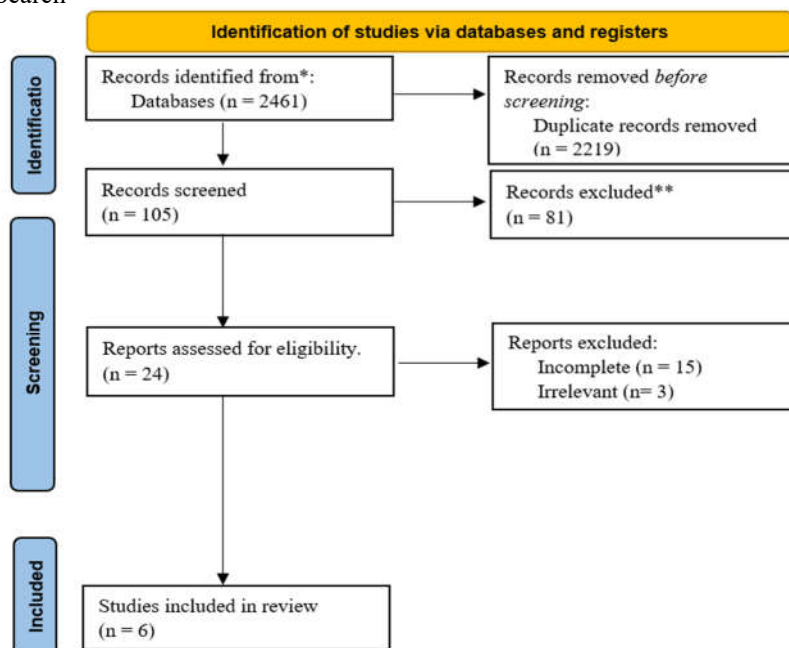 Search
Identification of studies via databases and registers
Identificatio
Records identified from*:
Databases (n = 2461)
Records removed before
screening:
Duplicate records removed
(n = 2219)
Records screened
(n = 105)
Records excluded**
(n = 81)
Screening
Reports assessed for eligibility.
(n = 24)
Reports excluded:
Incomplete (n = 15)
Irrelevant (n= 3)
Included
Studies included in review
(n = 6)